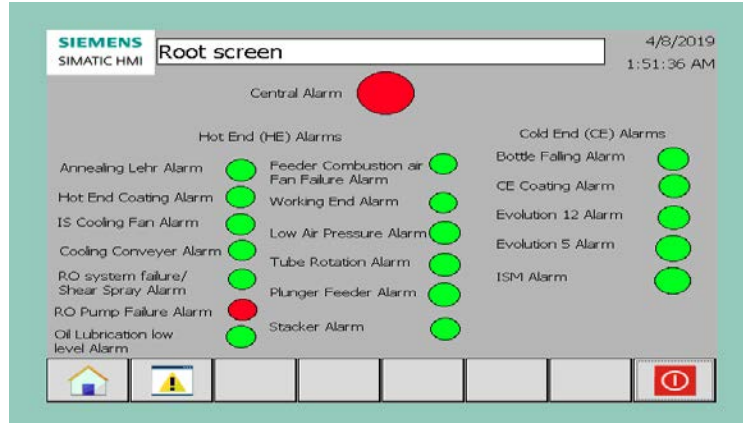 SIEMENS
SIMATIC HMI
Root screen
4/8/2019
1:51:36 AM
Central Alarm
Hot End (HE) Alarms
Annealing Lehr Alarm
Hot End Coating Alarm
IS Cooling Fan Alarm
Cooling Conveyer Alarm
RO system failure/
Shear Spray Alarm
RO Pump Failure Alarm
Oil Lubrication low
level Alarm
Feeder Combustion air
Fan Failure Alarm
Working End Alarm
Low Air Pressure Alarm
Tube Rotation Alarm
Plunger Feeder Alarm
Stacker Alarm
Cold End (CE) Alarms
Bottle Falling Alarm
CE Coating Alarm
Evolution 12 Alarm
Evolution 5 Alarm
ISM Alarm